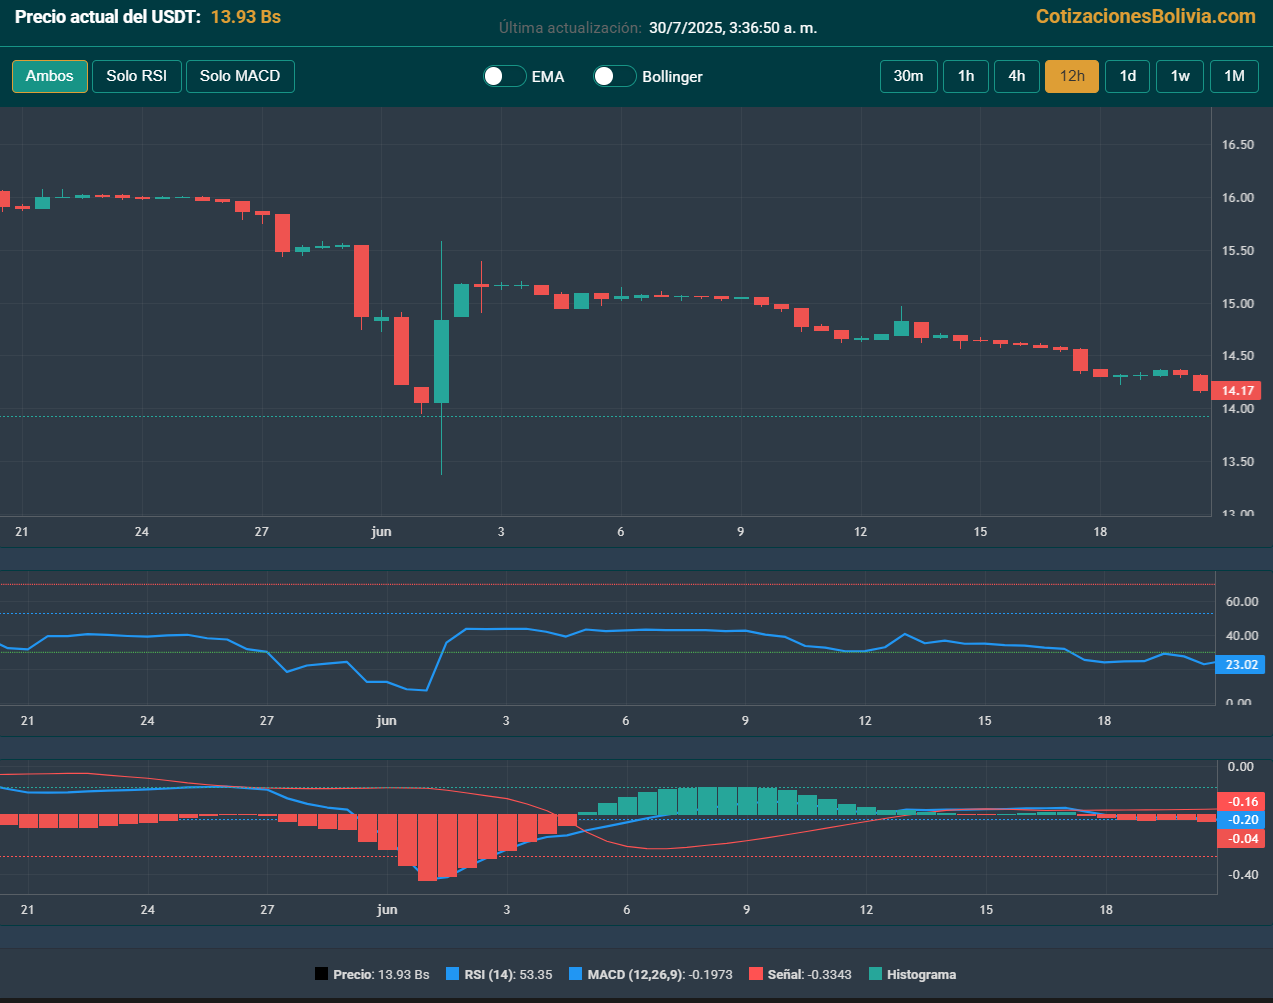 Precio actual del USDT: 13.93 Bs
Última actualización: 30/7/2025, 3:36:50 a. m.
CotizacionesBolivia.com
Ambos Solo RSI Solo MACD EMA Bollinger 30m 1h 4h 12h 1d 1w 1M
16.50
16.00
15.50
15.00
14.50
14.17
14.00
13.50
13.00
21 24 27 jun 3 6 9 12 15 18
60.00
40.00
23.02
0.00
21 24 27 jun 3 6 9 12 15 18
0.00
-0.16
-0.20
-0.04
-0.40
21 24 27 jun 3 6 9 12 15 18
Precio: 13.93 Bs RSI (14): 53.35 MACD (12,26,9): -0.1973 Señal: -0.3343 Histograma